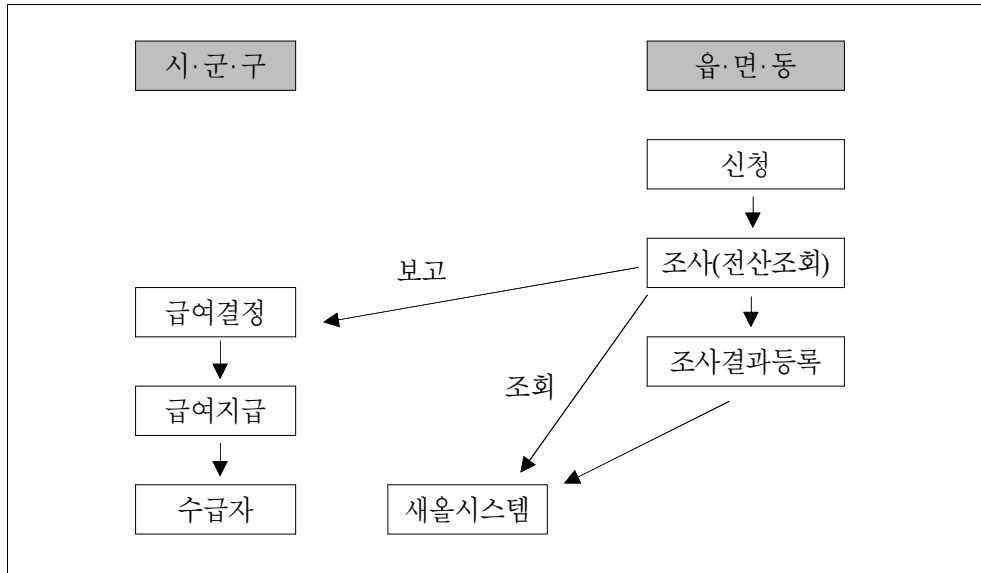 시·군·구
읍·면·동
신청
조사(전산조회)
보고
급여결정
조사결과등록
조회
급여지급
수급자
새올시스템